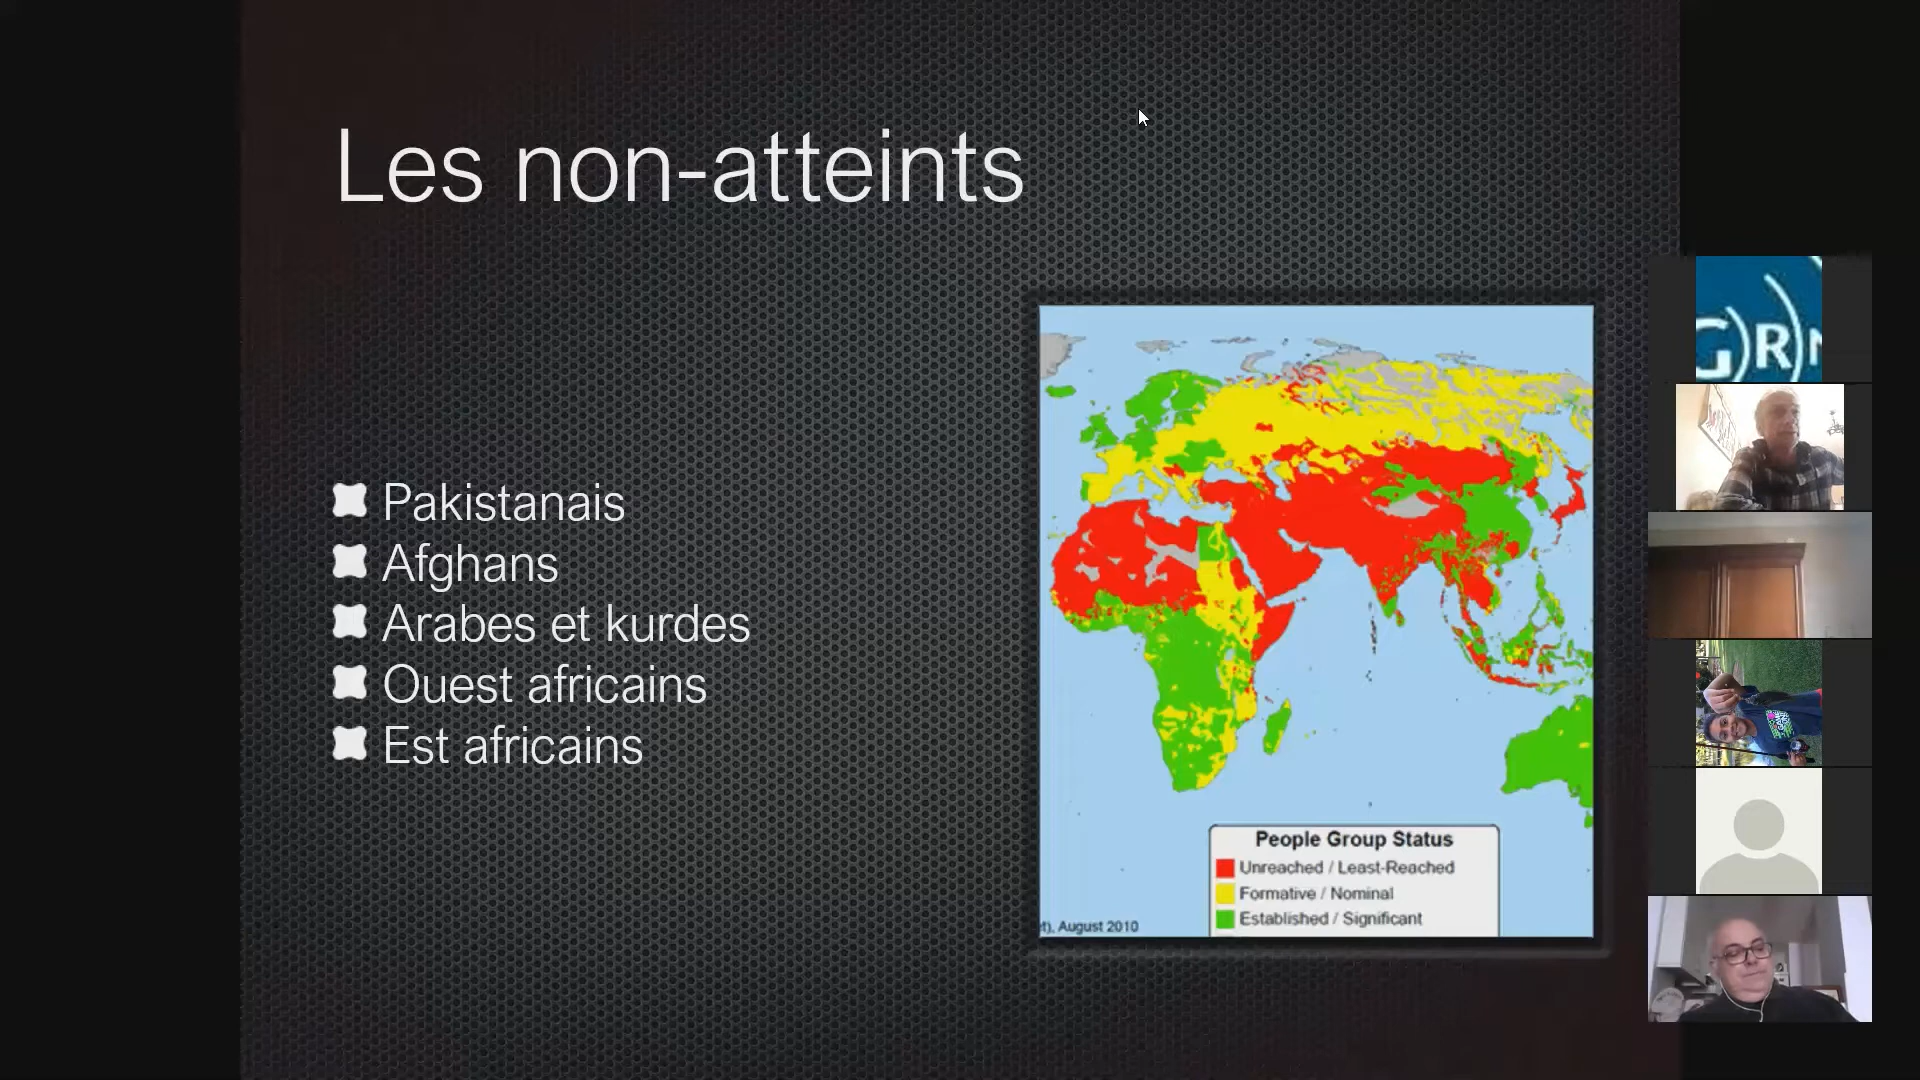 Les non-atteints
Pakistanais
Afghans
Arabes et kurdes
Ouest africains
Est africains
People Group Status
Unreached / Least-Reached
Formative / Nominal
Established / Significant
t), August 2010
GRN